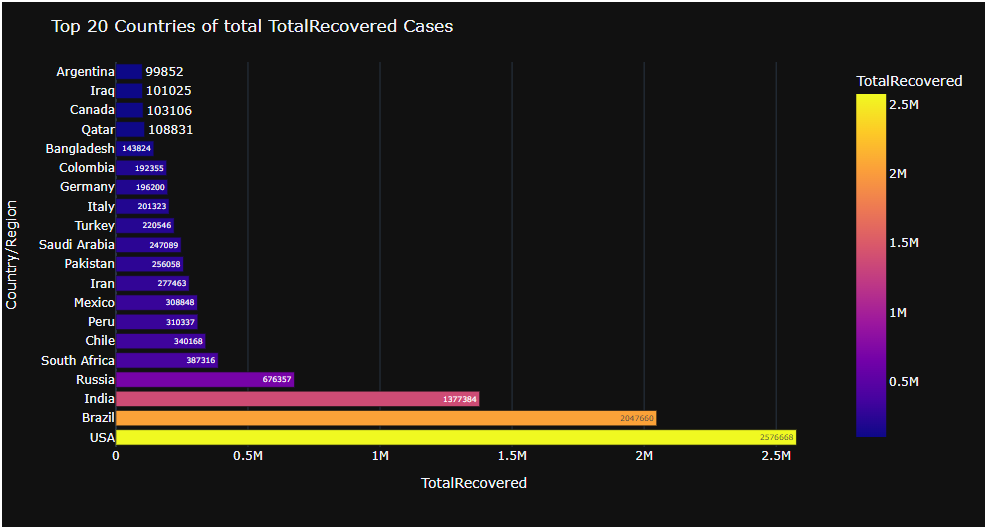 Top 20 Countries of total TotalRecovered Cases
TotalRecovered
2.5M
2M
1.5M
1M
0.5M
Country/Region
Argentina 99852
Iraq 101025
Canada 103106
Qatar 108831
Bangladesh 143824
Colombia 192355
Germany 196200
Italy 201323
Turkey 220546
Saudi Arabia 247089
Pakistan 256058
Iran 277463
Mexico 308848
Peru 310337
Chile 340168
South Africa 387316
Russia 676357
India 1377384
Brazil 2047660
USA 2576668
0 0.5M 1M 1.5M 2M 2.5M
TotalRecovered